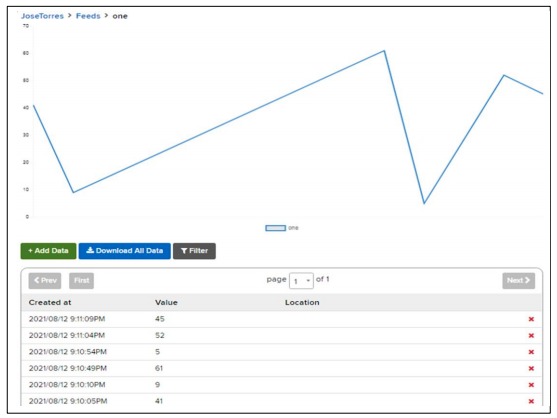 JoseTorres > Feeds > one
70
60
50
40
30
20
10
0
one
+ Add Data Download All Data Filter
Prev First page 1 of 1 Next
Created at Value Location
2021/08/12 9:11:09PM 45
2021/08/12 9:11:04PM 52
2021/08/12 9:10:54PM 5
2021/08/12 9:10:49PM 61
2021/08/12 9:10:10PM 9
2021/08/12 9:10:05PM 41